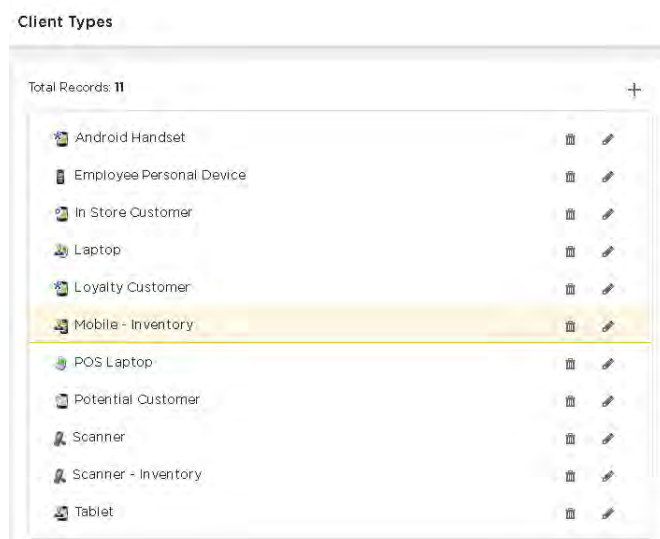 Client Types
Total Records: 11
Android Handset
Employee Personal Device
In Store Customer
Laptop
Loyalty Customer
Mobile - Inventory
POS Laptop
Potential Customer
Scanner
Scanner - Inventory
Tablet